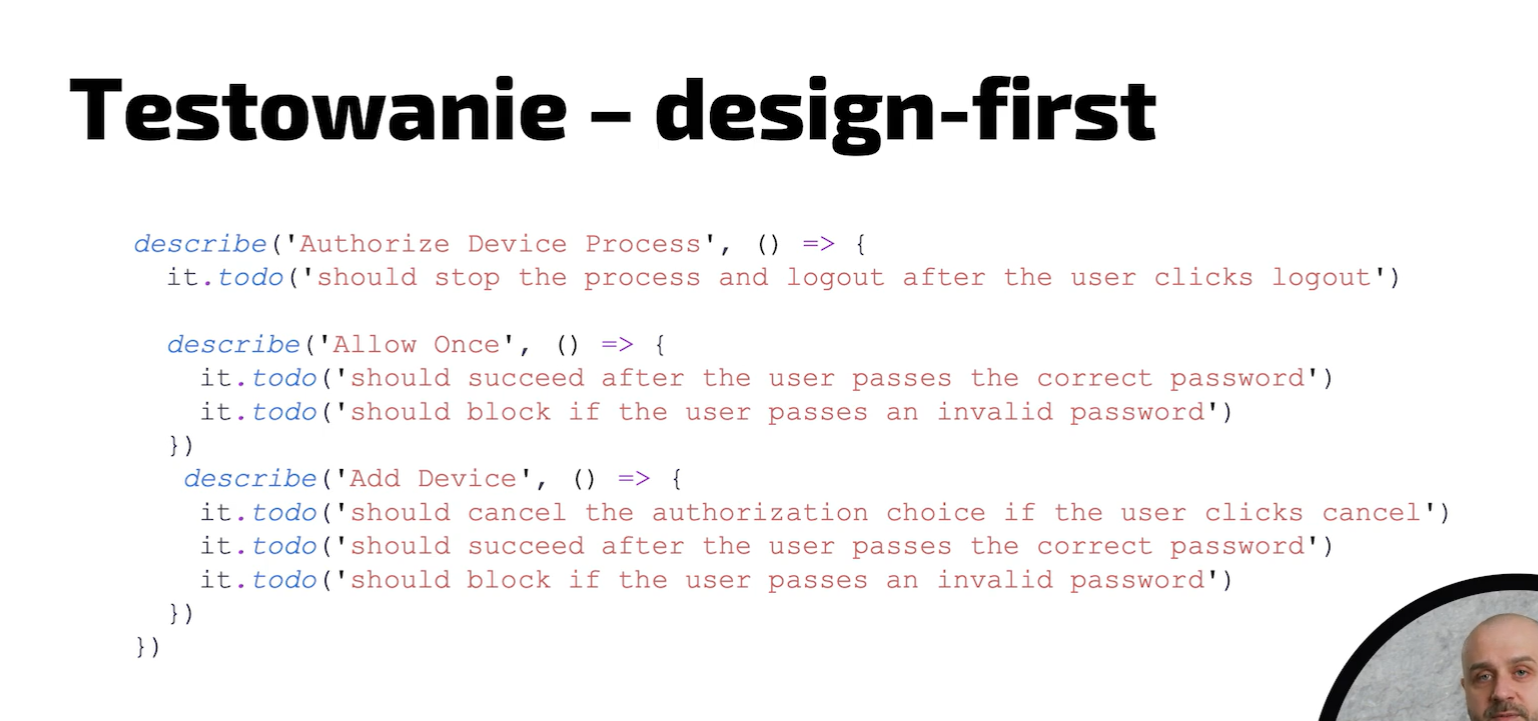 Testowanie – design-first
describe('Authorize Device Process', () => {
it.todo('should stop the process and logout after the user clicks logout')
describe('Allow Once', () => {
it.todo('should succeed after the user passes the correct password')
it.todo('should block if the user passes an invalid password')
})
describe('Add Device', () => {
it.todo('should cancel the authorization choice if the user clicks cancel')
it.todo('should succeed after the user passes the correct password')
it.todo('should block if the user passes an invalid password')
})
})